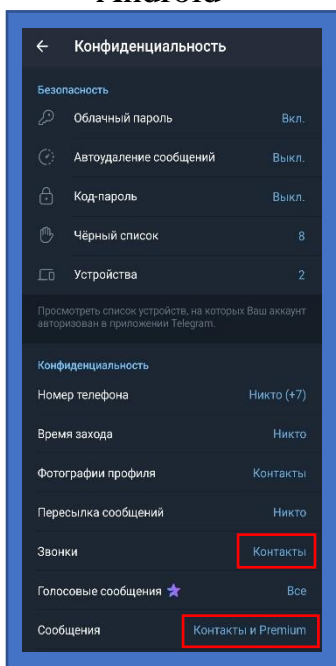 Android
Конфиденциальность
Безопасность
Облачный пароль Вкл.
Автоудаление сообщений Выкл.
Код-пароль Выкл.
Чёрный список 8
Устройства 2
Просмотреть список устройств, на которых Ваш аккаунт
авторизован в приложении Telegram.
Конфиденциальность
Номер телефона Никто (+7)
Время захода Никто
Фотографии профиля Контакты
Пересылка сообщений Никто
Звонки Контакты
Голосовые сообщения Все
Сообщения Контакты и Premium